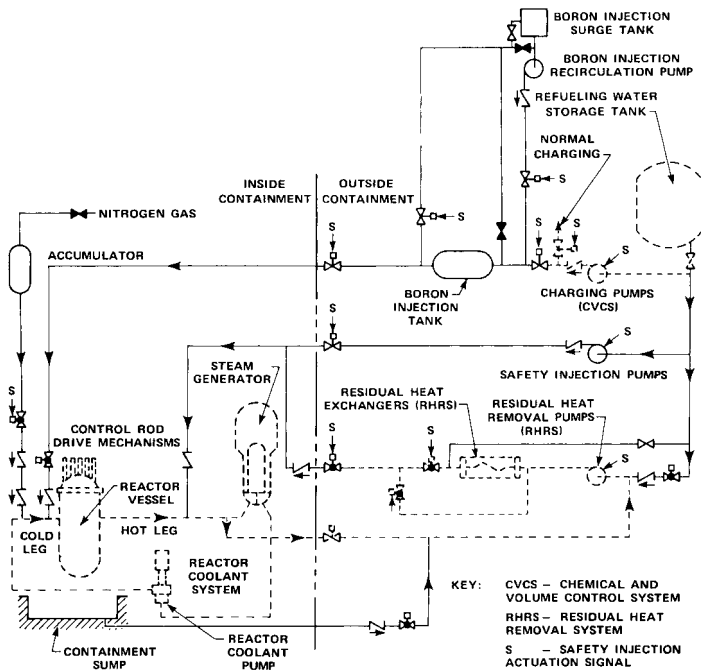 BORON INJECTION
SURGE TANK
BORON INJECTION
RECIRCULATION PUMP
REFUELING WATER
STORAGE TANK
NORMAL
CHARGING
INSIDE
CONTAINMENT
OUTSIDE
CONTAINMENT
NITROGEN GAS
ACCUMULATOR
S
S
S
S
S
S
BORON
INJECTION
TANK
CHARGING PUMPS
(CVCS)
S
S
SAFETY INJECTION PUMPS
STEAM
GENERATOR
RESIDUAL HEAT
EXCHANGERS (RHRS)
RESIDUAL HEAT
REMOVAL PUMPS
(RHRS)
S
S
S
S
CONTROL ROD
DRIVE MECHANISMS
REACTOR
VESSEL
COLD
LEG
HOT LEG
REACTOR
COOLANT
SYSTEM
REACTOR
COOLANT
PUMP
CONTAINMENT
SUMP
KEY: CVCS – CHEMICAL AND
VOLUME CONTROL SYSTEM
RHRS – RESIDUAL HEAT
REMOVAL SYSTEM
S – SAFETY INJECTION
ACTUATION SIGNAL